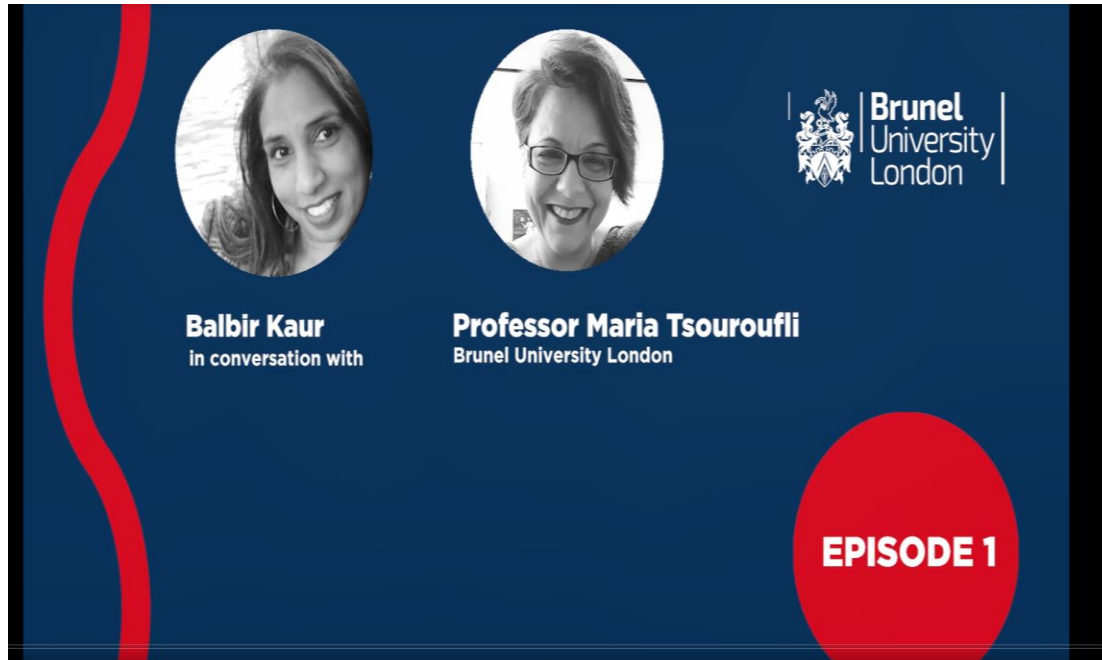 Brunel
University
London
Balbir Kaur
in conversation with
Professor Maria Tsouroufli
Brunel University London
EPISODE 1